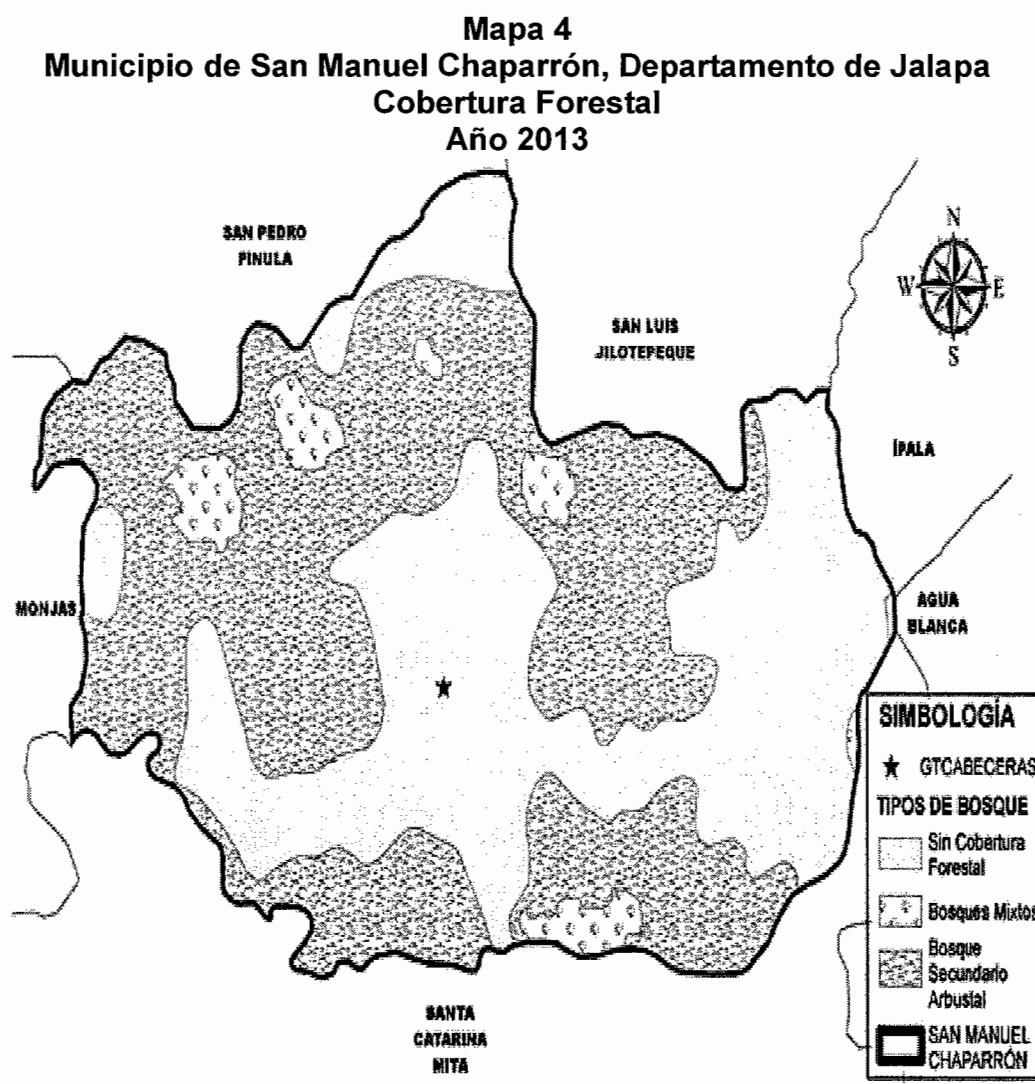 Mapa 4
Municipio de San Manuel Chaparrón, Departamento de Jalapa
Cobertura Forestal
Año 2013
SAN PEDRO
PINULA
N
W
E
S
SAN LUIS
JILOTEPEQUE
ÍPALA
MONJAS
AGUA
BLANCA
SIMBOLOGÍA
GTCABECERAS
TIPOS DE BOSQUE
Sin Cobertura
Forestal
Bosques Mixtos
Bosque
Secundario
Arbustal
SAN MANUEL
CHAPARRÓN
SANTA
CATARINA
MITA